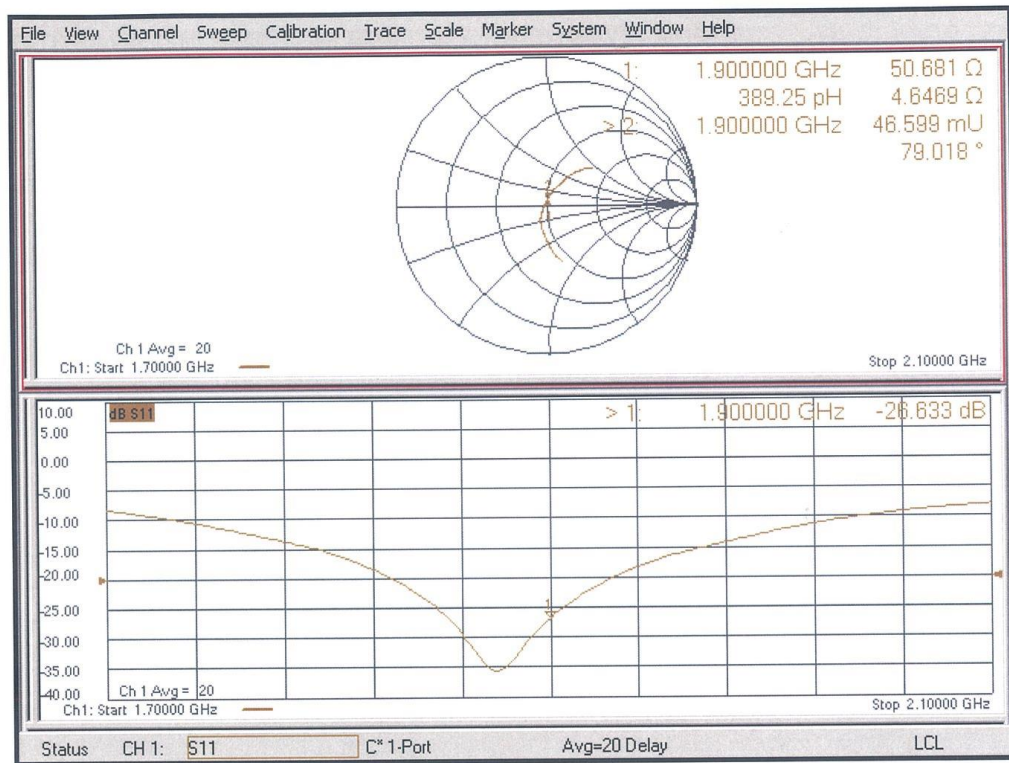 File View Channel Sweep Calibration Trace Scale Marker System Window Help
1: 1.900000 GHz 50.681 Ω
389.25 pH 4.6469 Ω
> 2: 1.900000 GHz 46.599 mU
79.018 °
Ch 1 Avg = 20
Ch1: Start 1.70000 GHz Stop 2.10000 GHz
10.00 dB S11 > 1: 1.900000 GHz -26.633 dB
5.00
0.00
-5.00
-10.00
-15.00
-20.00
-25.00
-30.00
-35.00
-40.00
1
Ch 1 Avg = 20
Ch1: Start 1.70000 GHz Stop 2.10000 GHz
Status CH 1: S11 C* 1-Port Avg=20 Delay LCL